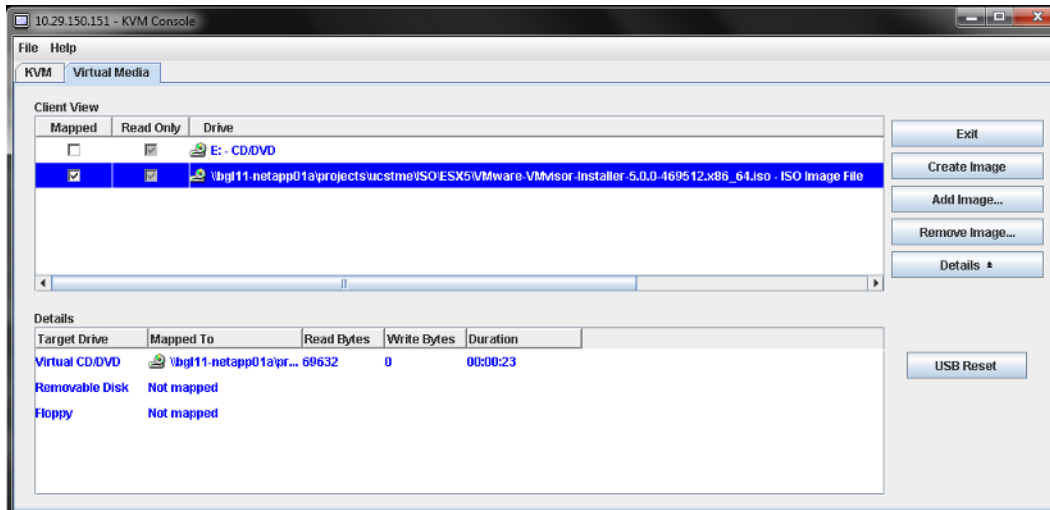 10.29.150.151 - KVM Console
File Help
KVM Virtual Media
Client View
Mapped Read Only Drive
E: - CD/DVD
\\bgl11-netapp01a\projects\ucstme\ISO\ESX5\VMware-VMvisor-Installer-5.0.0-469512.x86_64.iso - ISO Image File
Exit
Create Image
Add Image...
Remove Image...
Details
Details
Target Drive Mapped To Read Bytes Write Bytes Duration
Virtual CD/DVD \\bgl11-netapp01a\pr... 69632 0 00:00:23
Removable Disk Not mapped
Floppy Not mapped
USB Reset